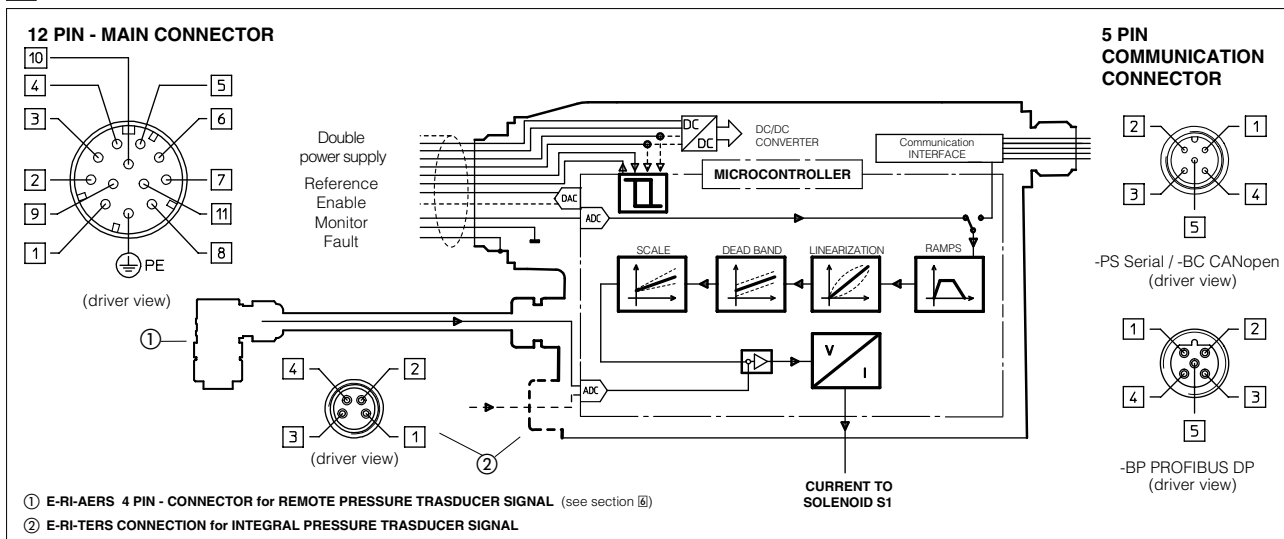 12 PIN - MAIN CONNECTOR
10
4
5
3
6
2
7
9
11
1
8
PE
(driver view)
Double
power supply
Reference
Enable
Monitor
Fault
DC
DC
DC/DC
CONVERTER
MICROCONTROLLER
Communication
INTERFACE
DAC
ADC
SCALE
DEAD BAND
LINEARIZATION
RAMPS
V
I
ADC
CURRENT TO
SOLENOID S1
①
4
2
3
1
(driver view)
②
5 PIN
COMMUNICATION
CONNECTOR
2
1
3
4
5
-PS Serial / -BC CANopen
(driver view)
1
2
4
3
5
-BP PROFIBUS DP
(driver view)
① E-RI-AERS 4 PIN - CONNECTOR for REMOTE PRESSURE TRASDUCER SIGNAL (see section 6)
② E-RI-TERS CONNECTION for INTEGRAL PRESSURE TRASDUCER SIGNAL